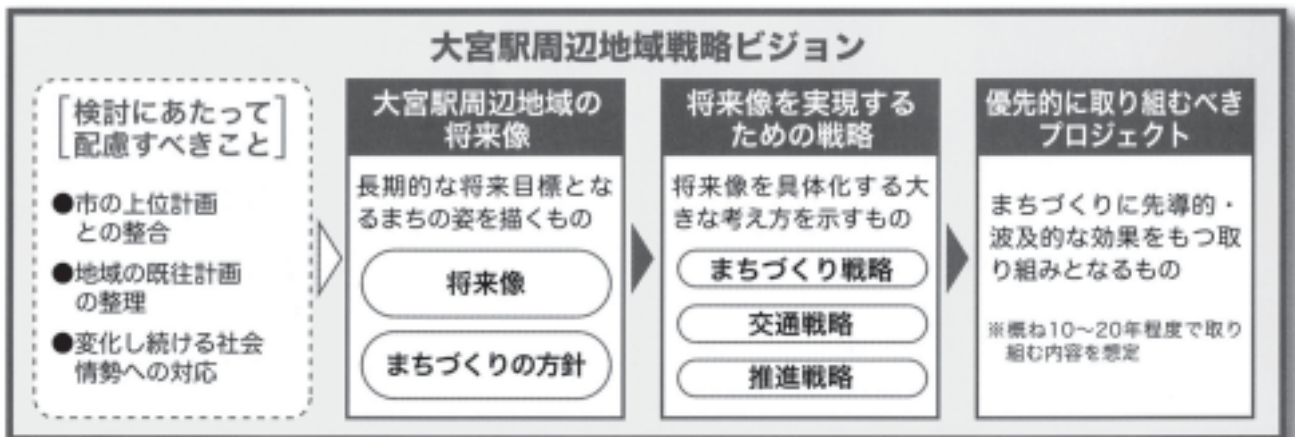 大宮駅周辺地域戦略ビジョン
検討にあたって
配慮すべきこと
●市の上位計画
との整合
●地域の既往計画
の整理
●変化し続ける社会
情勢への対応
大宮駅周辺地域の
将来像
長期的な将来目標とな
るまちの姿を描くもの
将来像
まちづくりの方針
将来像を実現する
ための戦略
将来像を具体化する大
きな考え方を示すもの
まちづくり戦略
交通戦略
推進戦略
優先的に取り組むべき
プロジェクト
まちづくりに先導的・
波及的な効果をもつ取
り組みとなるもの
※概ね10～20年程度で取り
組む内容を想定